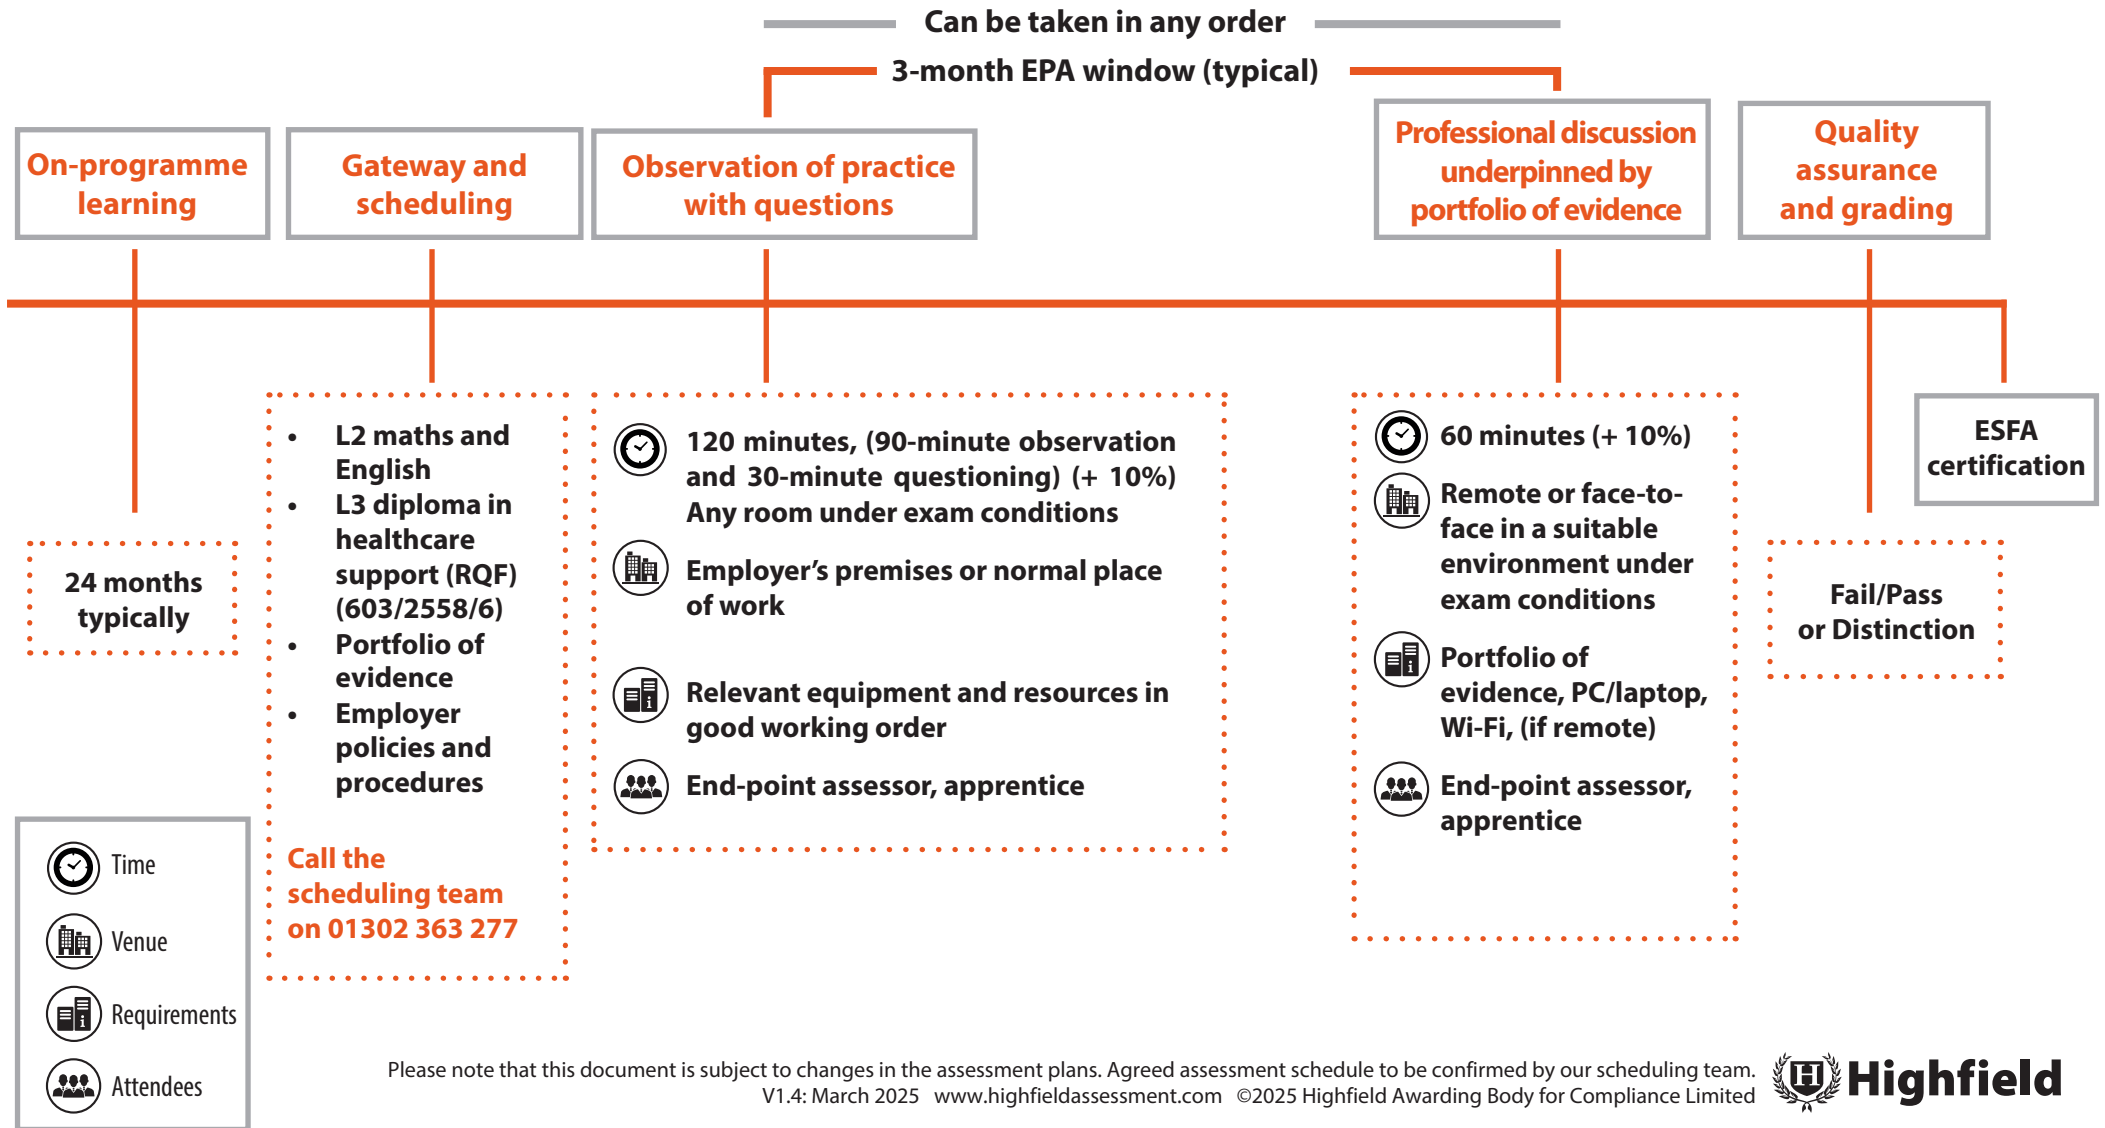 Can be taken in any order
3-month EPA window (typical)
On-programme
learning
Gateway and
scheduling
Observation of practice
with questions
Professional discussion
underpinned by
portfolio of evidence
Quality
assurance
and grading
24 months
typically
• L2 maths and
English
• L3 diploma in
healthcare
support (RQF)
(603/2558/6)
• Portfolio of
evidence
• Employer
policies and
procedures
Call the
scheduling team
on 01302 363 277
120 minutes, (90-minute observation
and 30-minute questioning) (+ 10%)
Any room under exam conditions
Employer’s premises or normal place
of work
Relevant equipment and resources in
good working order
End-point assessor, apprentice
60 minutes (+ 10%)
Remote or face-to-
face in a suitable
environment under
exam conditions
Portfolio of
evidence, PC/laptop,
Wi-Fi, (if remote)
End-point assessor,
apprentice
Fail/Pass
or Distinction
ESFA
certification
Time
Venue
Requirements
Attendees
Please note that this document is subject to changes in the assessment plans. Agreed assessment schedule to be confirmed by our scheduling team.
V1.4: March 2025 www.highfieldassessment.com ©2025 Highfield Awarding Body for Compliance Limited
H Highfield